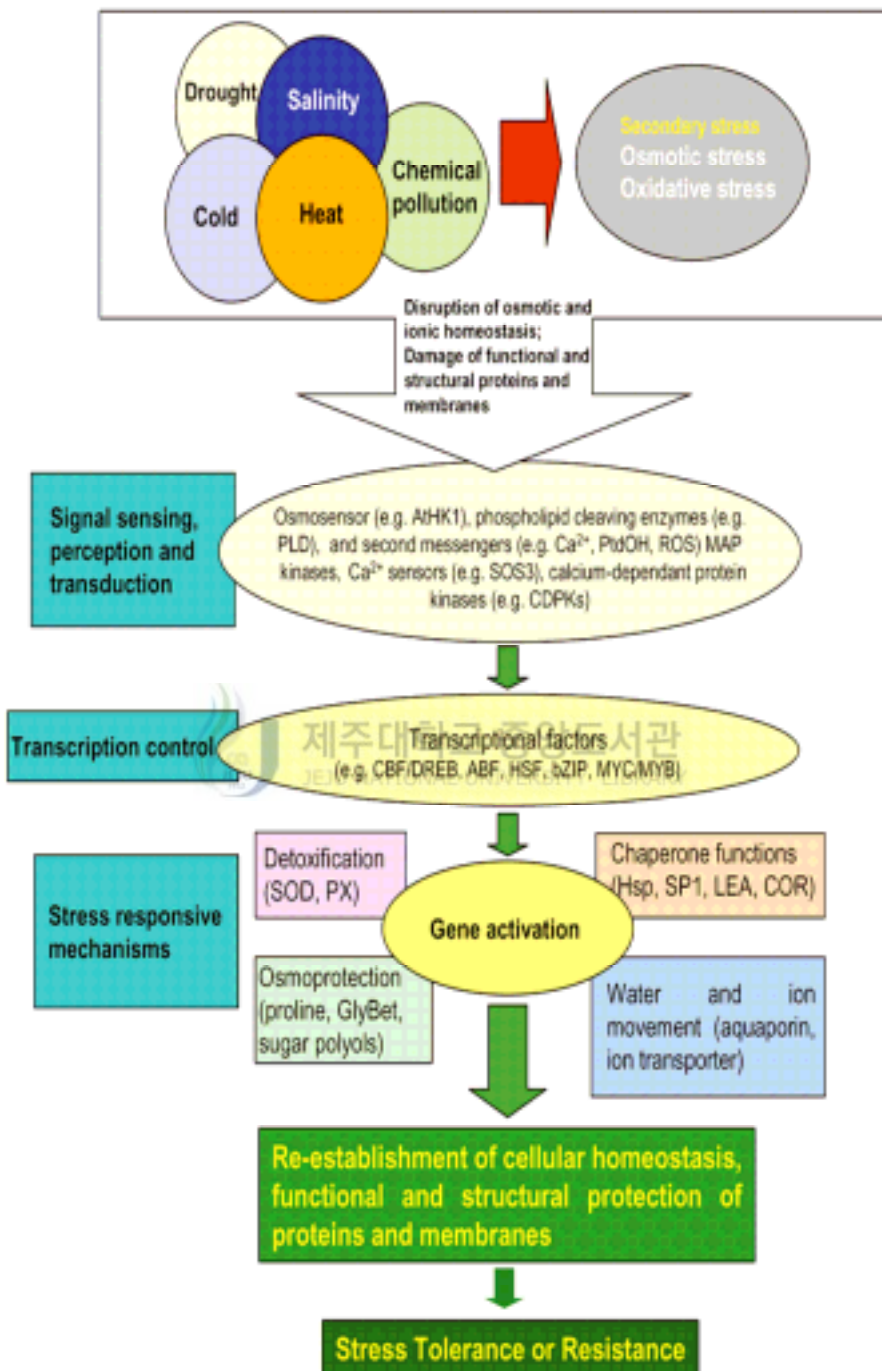 Drought
Salinity
Cold
Heat
Chemical
pollution
Secondary stress
Osmotic stress
Oxidative stress
Disruption of osmotic and
ionic homeostasis;
Damage of functional and
structural proteins and
membranes
Signal sensing,
perception and
transduction
Osmosensor (e.g. AtHK1), phospholipid cleaving enzymes (e.g.
PLD), and second messengers (e.g. Ca²⁺, PtdOH, ROS) MAP
kinases, Ca²⁺ sensors (e.g. SOS3), calcium-dependant protein
kinases (e.g. CDPKs)
Transcription control
제주대학교 중앙도서관
JEJU NATIONAL UNIVERSITY LIBRARY
Transcriptional factors
(e.g. CBF/DREB, ABF, HSF, bZIP, MYC/MYB)
Stress responsive
mechanisms
Detoxification
(SOD, PX)
Chaperone functions
(Hsp, SP1, LEA, COR)
Gene activation
Osmoprotection
(proline, GlyBet,
sugar polyols)
Water and ion
movement (aquaporin,
ion transporter)
Re-establishment of cellular homeostasis,
functional and structural protection of
proteins and membranes
Stress Tolerance or Resistance